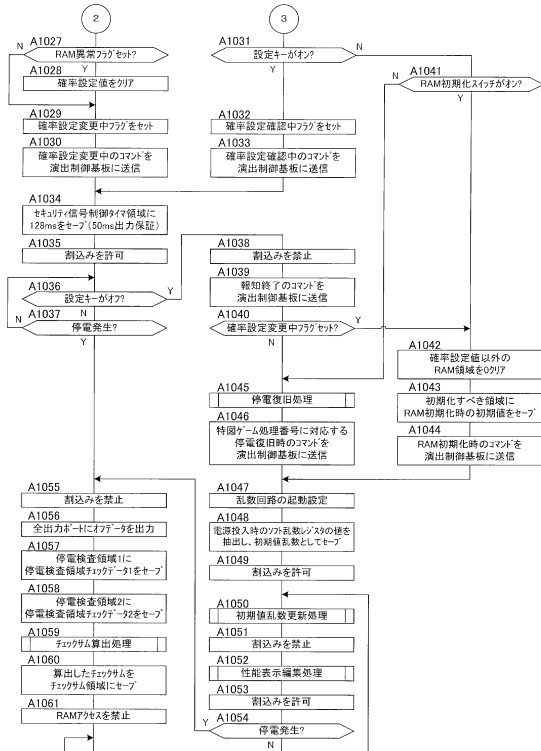 2
3
A1027
RAM異常フラグセット?
N
Y
A1028
確率設定値をクリア
A1029
確率設定変更中フラグをセット
A1030
確率設定変更中のコマンドを
演出制御基板に送信
A1031
設定キーがオン?
N
Y
A1032
確率設定確認中フラグをセット
A1033
確率設定確認中のコマンドを
演出制御基板に送信
A1041
N
RAM初期化スイッチがオン?
Y
A1034
セキュリティ信号制御タイマ領域に
128msをセーブ(50ms出力保証)
A1035
割込みを許可
A1036
Y
設定キーがオフ?
N
A1037
N
停電発生?
Y
A1038
割込みを禁止
A1039
報知終了のコマンドを
演出制御基板に送信
A1040
確率設定変更中フラグセット?
Y
N
A1042
確率設定値以外の
RAM領域を0クリア
A1043
初期化すべき領域に
RAM初期化時の初期値をセーブ
A1044
RAM初期化時のコマンドを
演出制御基板に送信
A1045
停電復旧処理
A1046
特図ゲーム処理番号に対応する
停電復旧時のコマンドを
演出制御基板に送信
A1047
乱数回路の起動設定
A1048
電源投入時のソフト乱数レジスタの値を
抽出し、初期値乱数としてセーブ
A1049
割込みを許可
A1050
初期値乱数更新処理
A1051
割込みを禁止
A1052
性能表示編集処理
A1053
割込みを許可
A1054
Y
停電発生?
N
A1055
割込みを禁止
A1056
全出力ポートにオフデータを出力
A1057
停電検査領域1に
停電検査領域チェックデータ1をセーブ
A1058
停電検査領域2に
停電検査領域チェックデータ2をセーブ
A1059
チェックサム算出処理
A1060
算出したチェックサムを
チェックサム領域にセーブ
A1061
RAMアクセスを禁止